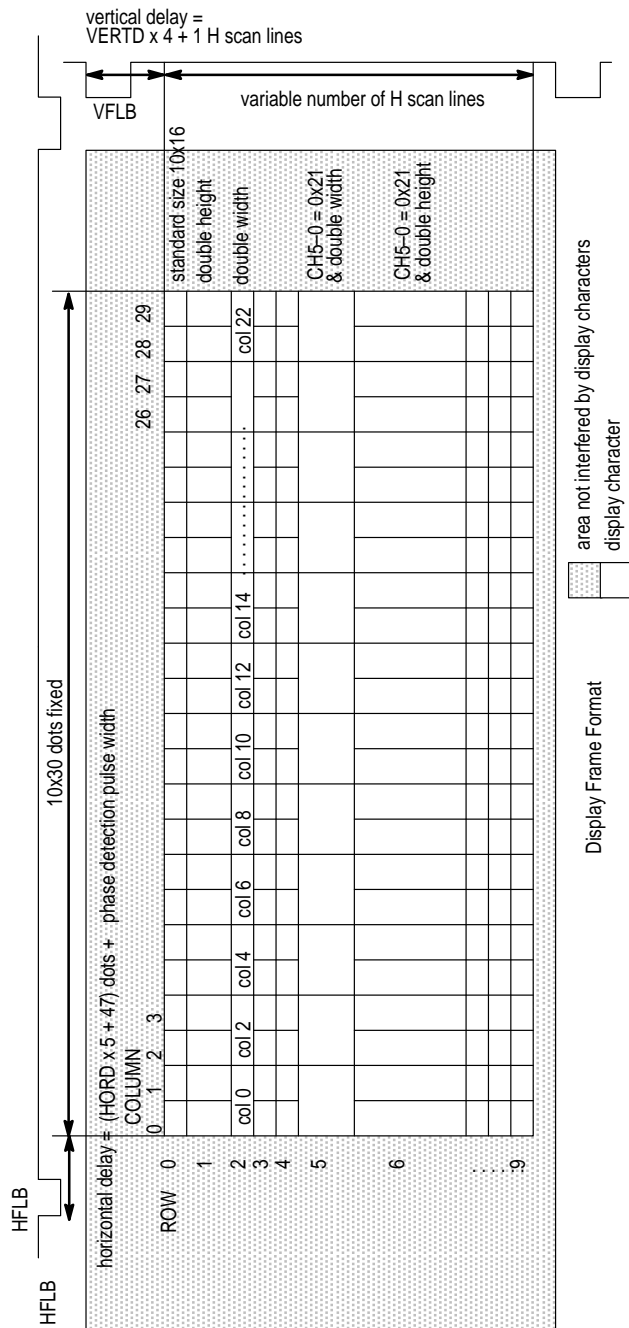 vertical delay =
VERTD x 4 + 1 H scan lines
VFLB
variable number of H scan lines
standard size 10x16
double height
double width
CH5–0 = 0x21
& double width
CH5–0 = 0x21
& double height
10x30 dots fixed
horizontal delay = (HORD x 5 + 47) dots + phase detection pulse width
COLUMN
0 1 2 3 26 27 28 29
HFLB
HFLB
ROW
0
1
2
col 0 col 2 col 4 col 6 col 8 col 10 col 12 col 14 . . . . . . . . . . . . . . . . . col 22
3
4
5
6
. . . . .
9
area not interfered by display characters
display character
Display Frame Format